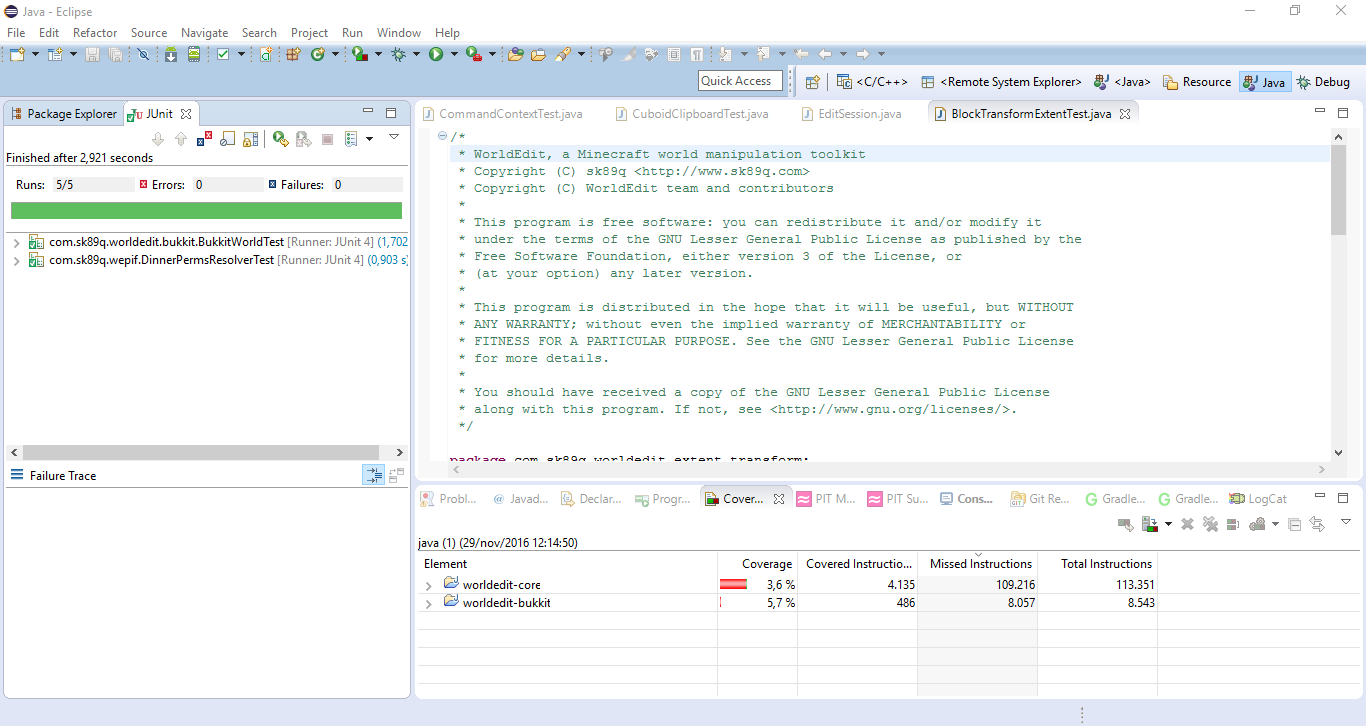 Java - Eclipse
File Edit Refactor Source Navigate Search Project Run Window Help
Quick Access
<C/C++> <Remote System Explorer> <Java> Resource Java Debug
Package Explorer JUnit
Finished after 2,921 seconds
Runs: 5/5 Errors: 0 Failures: 0
com.sk89q.worldedit.bukkit.BukkitWorldTest [Runner: JUnit 4] (1,702
com.sk89q.wepif.DinnerPermsResolverTest [Runner: JUnit 4] (0,903 s
Failure Trace
CommandContextTest.java CuboidClipboardTest.java EditSession.java BlockTransformExtentTest.java
/*
* WorldEdit, a Minecraft world manipulation toolkit
* Copyright (C) sk89q <http://www.sk89q.com>
* Copyright (C) WorldEdit team and contributors
*
* This program is free software: you can redistribute it and/or modify it
* under the terms of the GNU Lesser General Public License as published by the
* Free Software Foundation, either version 3 of the License, or
* (at your option) any later version.
*
* This program is distributed in the hope that it will be useful, but WITHOUT
* ANY WARRANTY; without even the implied warranty of MERCHANTABILITY or
* FITNESS FOR A PARTICULAR PURPOSE. See the GNU Lesser General Public License
* for more details.
*
* You should have received a copy of the GNU Lesser General Public License
* along with this program. If not, see <http://www.gnu.org/licenses/>.
*/
package com.sk89q.worldedit.extent.transform;
Probl... @ Javad... Declar... Progr... Cover... PIT M... PIT Su... Cons... Git Re... Gradle... Gradle... LogCat
java (1) (29/nov/2016 12:14:50)
Element Coverage Covered Instructio... Missed Instructions Total Instructions
worldedit-core 3,6 % 4.135 109.216 113.351
worldedit-bukkit 5,7 % 486 8.057 8.543